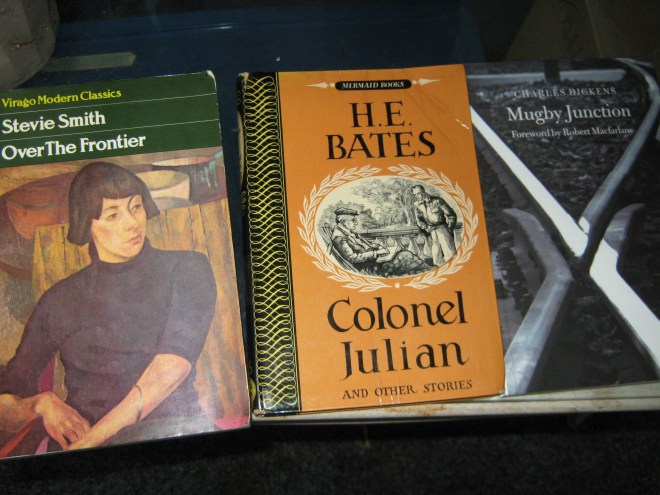 Virago Modern Classics
Stevie Smith
Over The Frontier
MERMAID BOOKS
H.E.
BATES
Colonel
Julian
AND OTHER STORIES
CHARLES DICKENS
Mugby Junction
Foreword by Robert Macfarlane